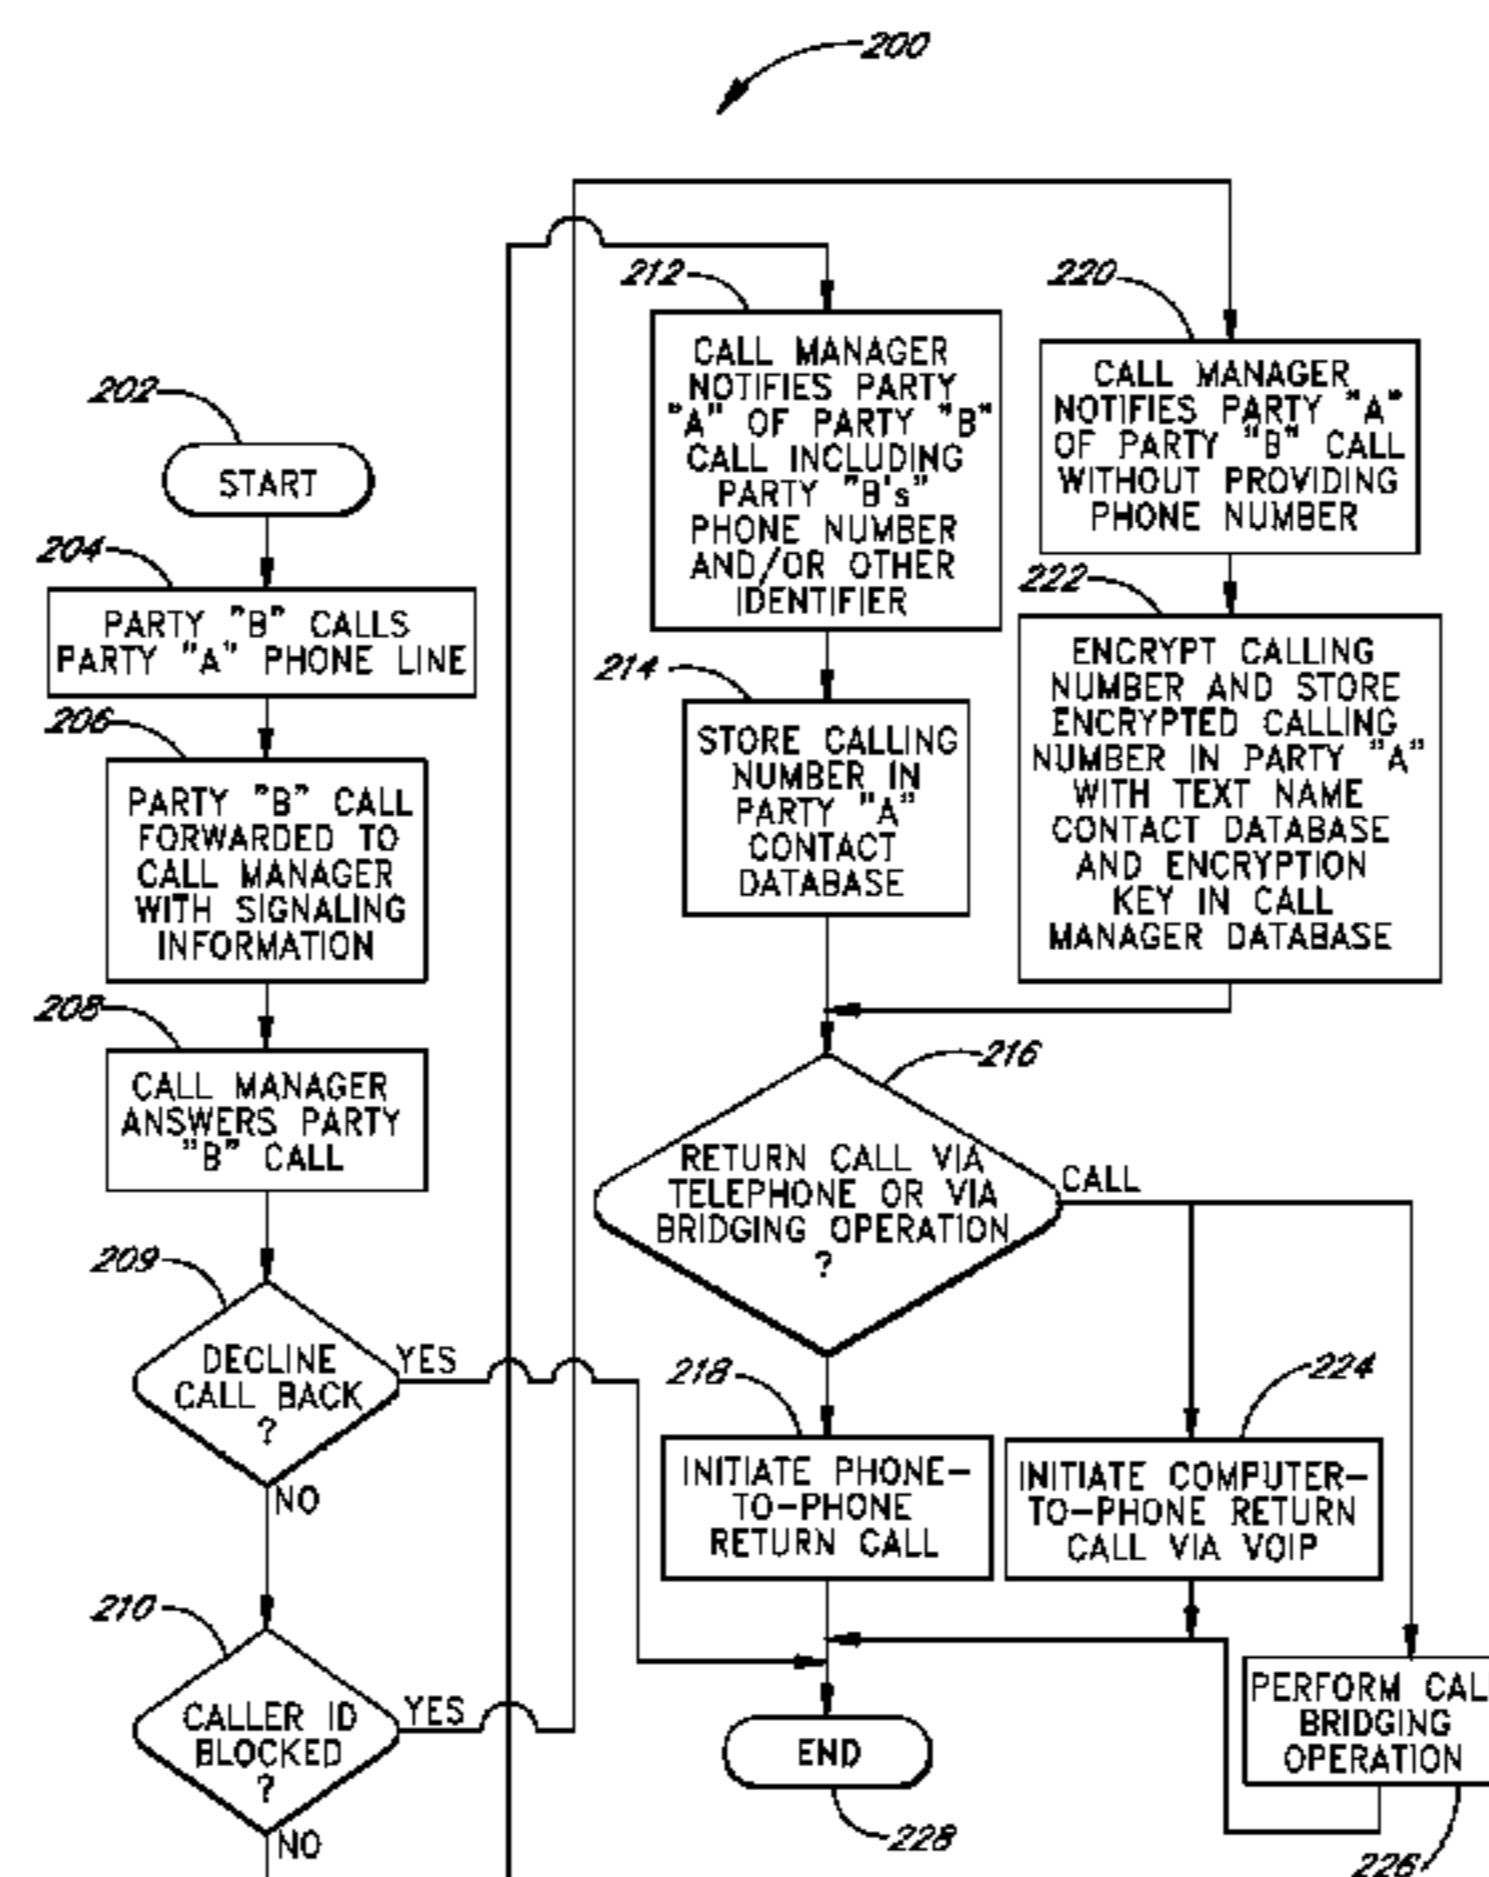 200
202
START
204
PARTY "B" CALLS
PARTY "A" PHONE LINE
206
PARTY "B" CALL
FORWARDED TO
CALL MANAGER
WITH SIGNALING
INFORMATION
208
CALL MANAGER
ANSWERS PARTY
"B" CALL
209
DECLINE
CALL BACK
?
YES
NO
210
CALLER ID
BLOCKED
?
YES
NO
212
CALL MANAGER
NOTIFIES PARTY
"A" OF PARTY "B"
CALL INCLUDING
PARTY "B's"
PHONE NUMBER
AND/OR OTHER
IDENTIFIER
214
STORE CALLING
NUMBER IN
PARTY "A"
CONTACT
DATABASE
220
CALL MANAGER
NOTIFIES PARTY "A"
OF PARTY "B" CALL
WITHOUT PROVIDING
PHONE NUMBER
222
ENCRYPT CALLING
NUMBER AND STORE
ENCRYPTED CALLING
NUMBER IN PARTY "A"
WITH TEXT NAME
CONTACT DATABASE
AND ENCRYPTION
KEY IN CALL
MANAGER DATABASE
216
RETURN CALL VIA
TELEPHONE OR VIA
BRIDGING OPERATION
?
CALL
218
INITIATE PHONE-
TO-PHONE
RETURN CALL
224
INITIATE COMPUTER-
TO-PHONE RETURN
CALL VIA VOIP
PERFORM CAL
BRIDGING
OPERATION
226
END
228